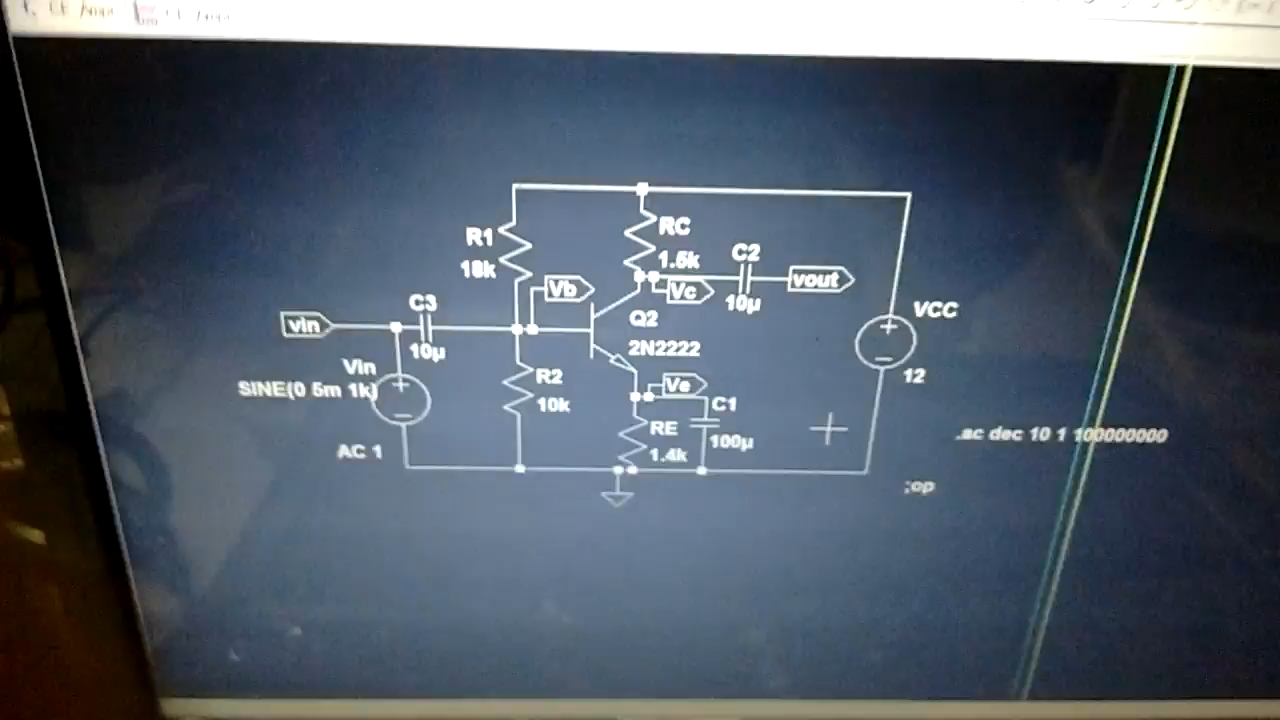 R1
18k
RC
1.5k
C2
10µ
vout
Vb
Vc
vin
C3
10µ
Q2
2N2222
VCC
12
Vin
SINE(0 5m 1k)
AC 1
R2
10k
Ve
C1
100µ
RE
1.4k
.ac dec 10 1 100000000
;op